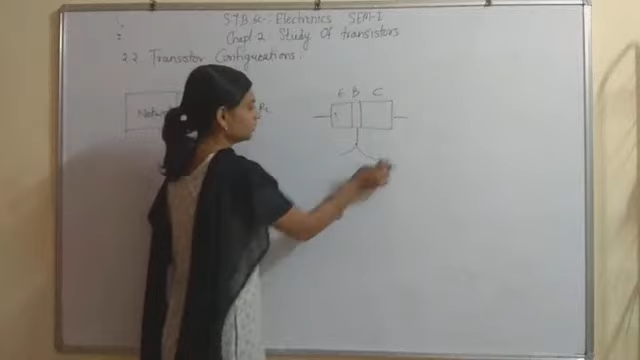 S.Y.B.Sc. - Electronics SEM-I
Chapt-2 Study Of transistors
2.2 Transistor Configurations:
E B C